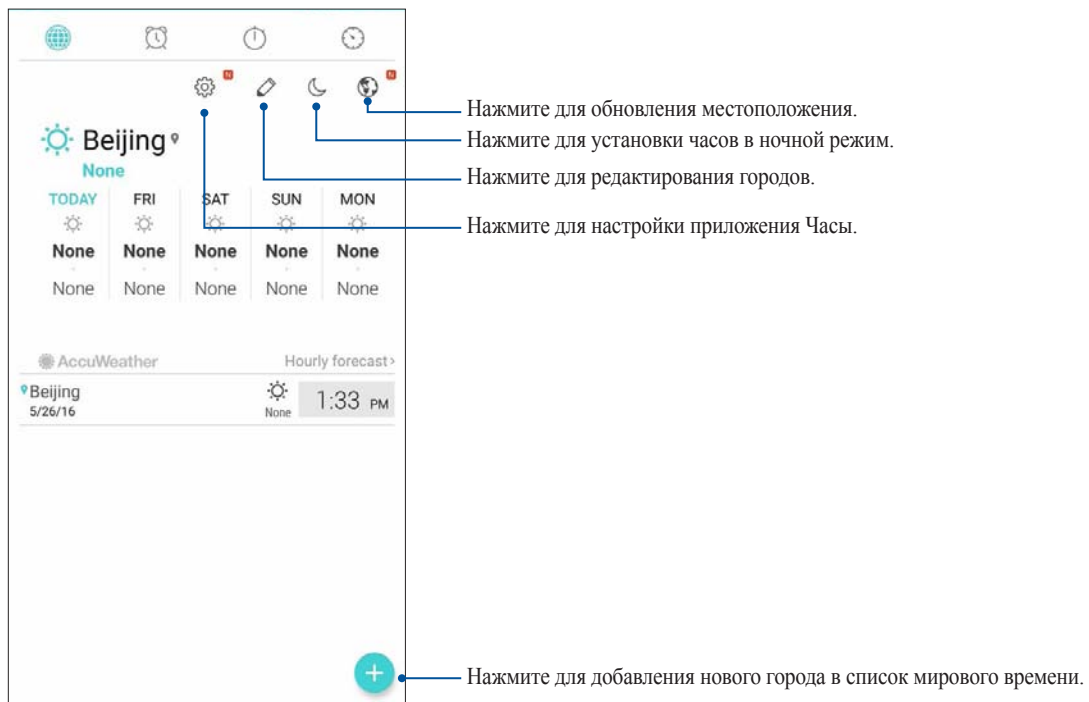 N N
Нажмите для обновления местоположения.
Нажмите для установки часов в ночной режим.
Beijing
None
Нажмите для редактирования городов.
TODAY FRI SAT SUN MON
Нажмите для настройки приложения Часы.
None None None None None
None None None None None
AccuWeather Hourly forecast>
Beijing
5/26/16
None
1:33 PM
Нажмите для добавления нового города в список мирового времени.